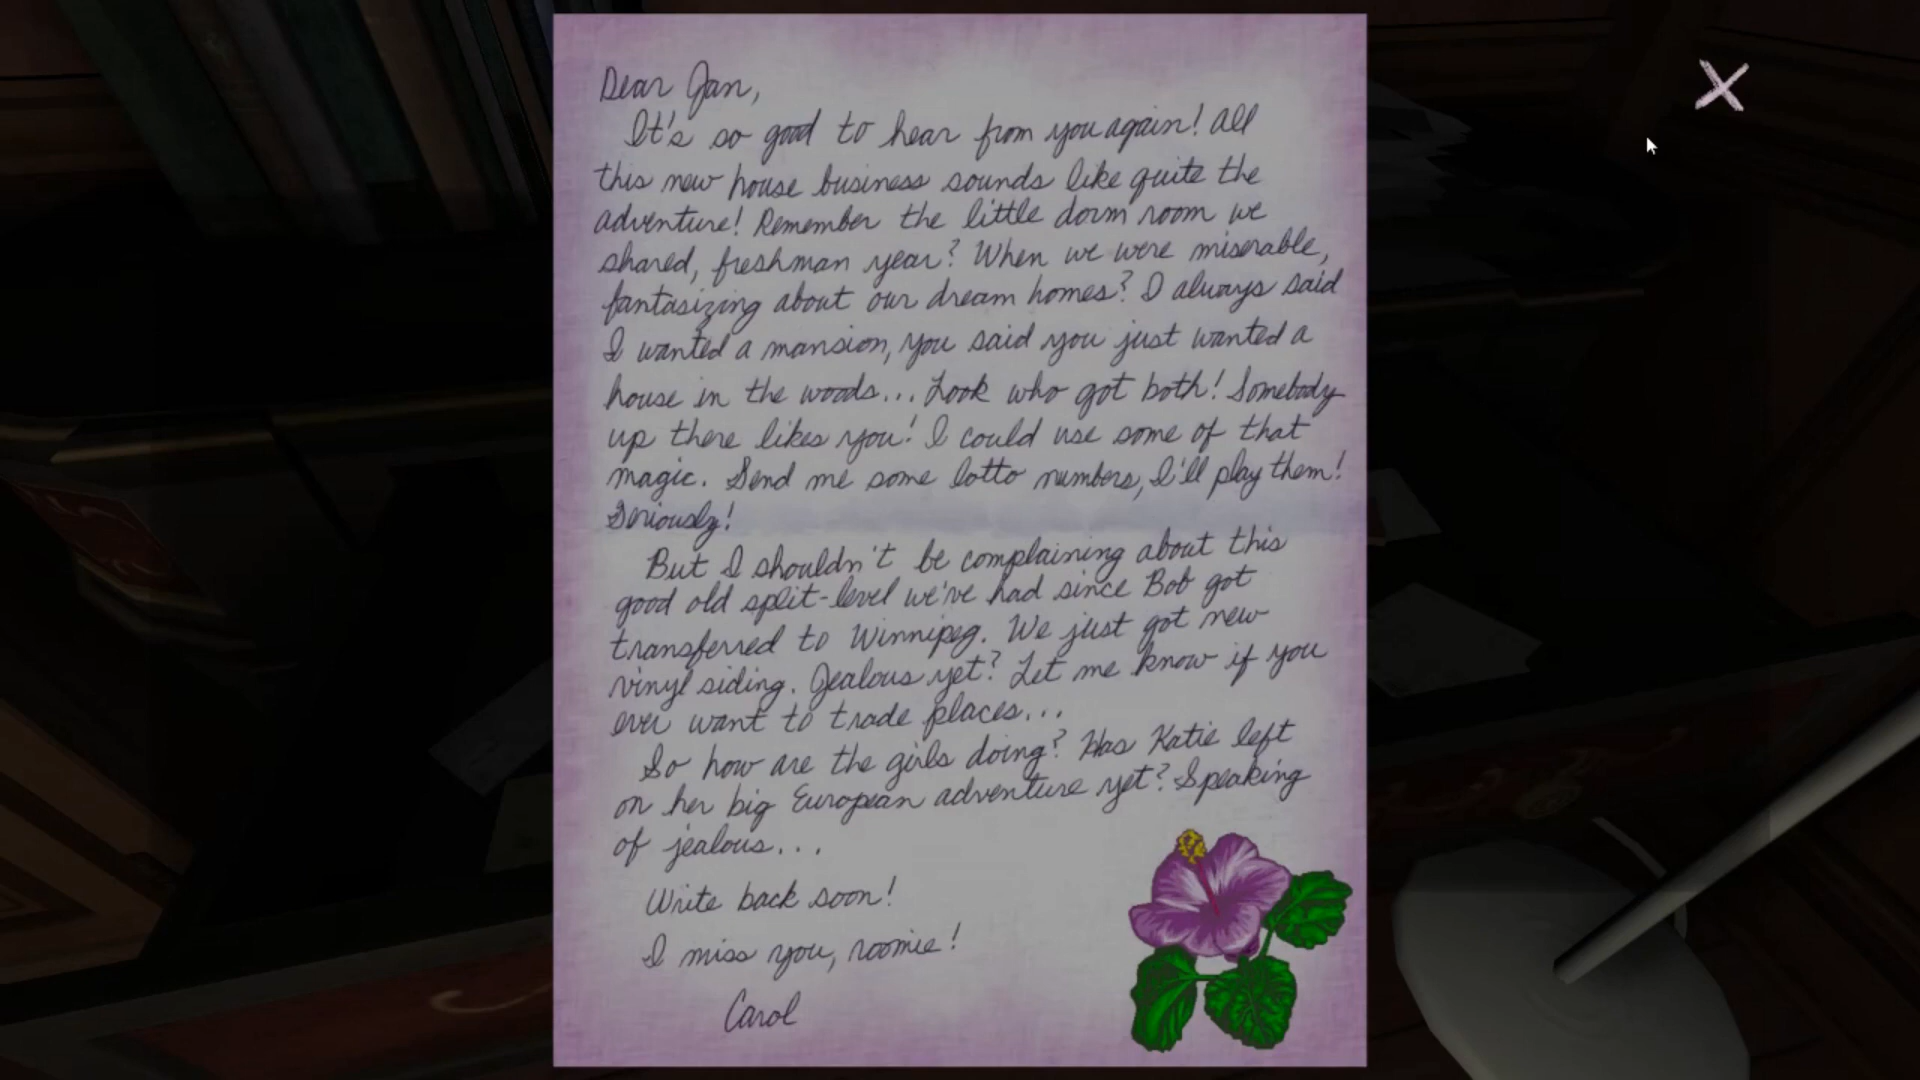 Dear Jan,
It's so good to hear from you again! All
this new house business sounds like quite the
adventure! Remember the little dorm room we
shared, freshman year? When we were miserable,
fantasizing about our dream homes? I always said
I wanted a mansion, you said you just wanted a
house in the woods... Look who got both! Somebody
up there likes you! I could use some of that
magic. Send me some lotto numbers, I'll play them!
Seriously!
But I shouldn't be complaining about this
good old split-level we've had since Bob got
transferred to Winnipeg. We just got new
vinyl siding. Jealous yet? Let me know if you
ever want to trade places...
So how are the girls doing? Has Katie left
on her big European adventure yet? Speaking
of jealous...
Write back soon!
I miss you, roomie!
Carol